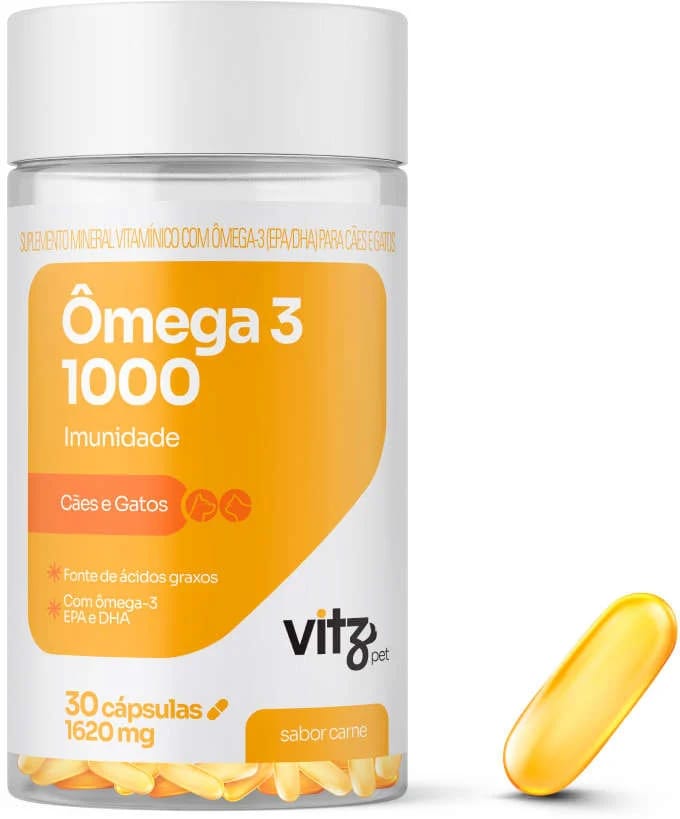 SUPLEMENTO MINERAL VITAMÍNICO COM ÔMEGA-3 (EPA/DHA) PARA CÃES E GATOS
Ômega 3
1000
Imunidade
Cães e Gatos
Fonte de ácidos graxos
Com ômega-3
EPA e DHA
vitz
pet
30 cápsulas
1620 mg
sabor carne